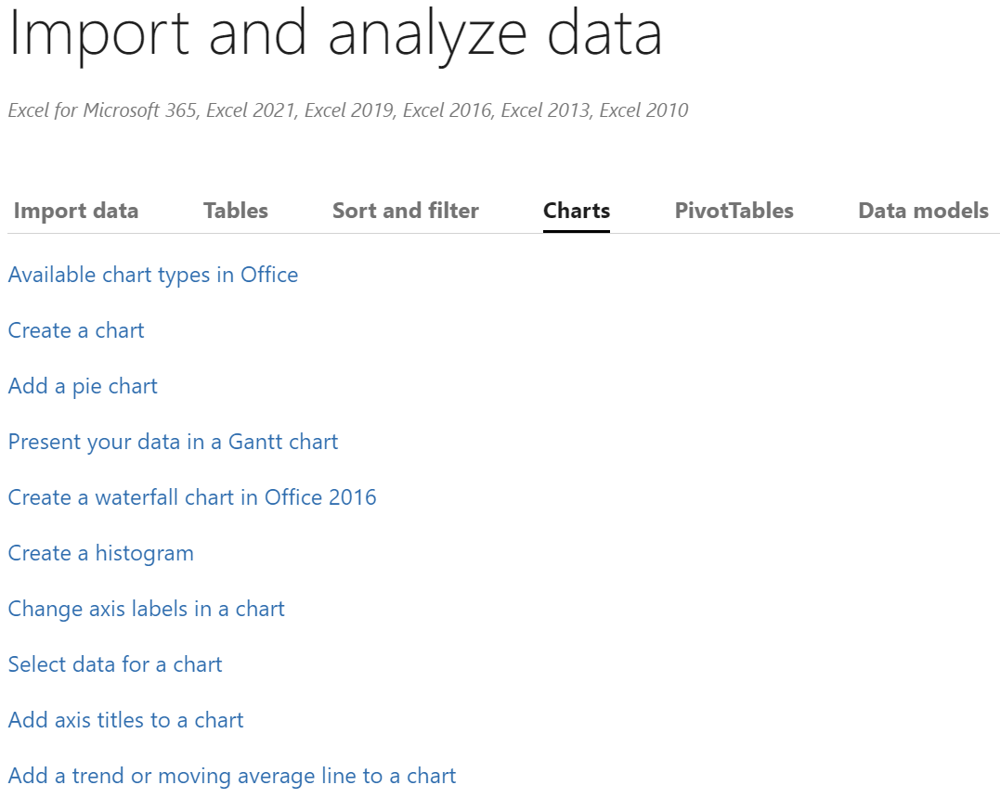 Import and analyze data
Excel for Microsoft 365, Excel 2021, Excel 2019, Excel 2016, Excel 2013, Excel 2010
Import data Tables Sort and filter Charts PivotTables Data models
Available chart types in Office
Create a chart
Add a pie chart
Present your data in a Gantt chart
Create a waterfall chart in Office 2016
Create a histogram
Change axis labels in a chart
Select data for a chart
Add axis titles to a chart
Add a trend or moving average line to a chart